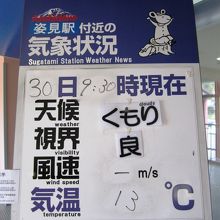 姿見駅 付近の
気象状況
Sugatami Station Weather News
30日 9:30時現在
天候 くもり
weather cloudy
視界 良
visibility
風速 — m/s
wind speed
気温 13 ℃
temperature